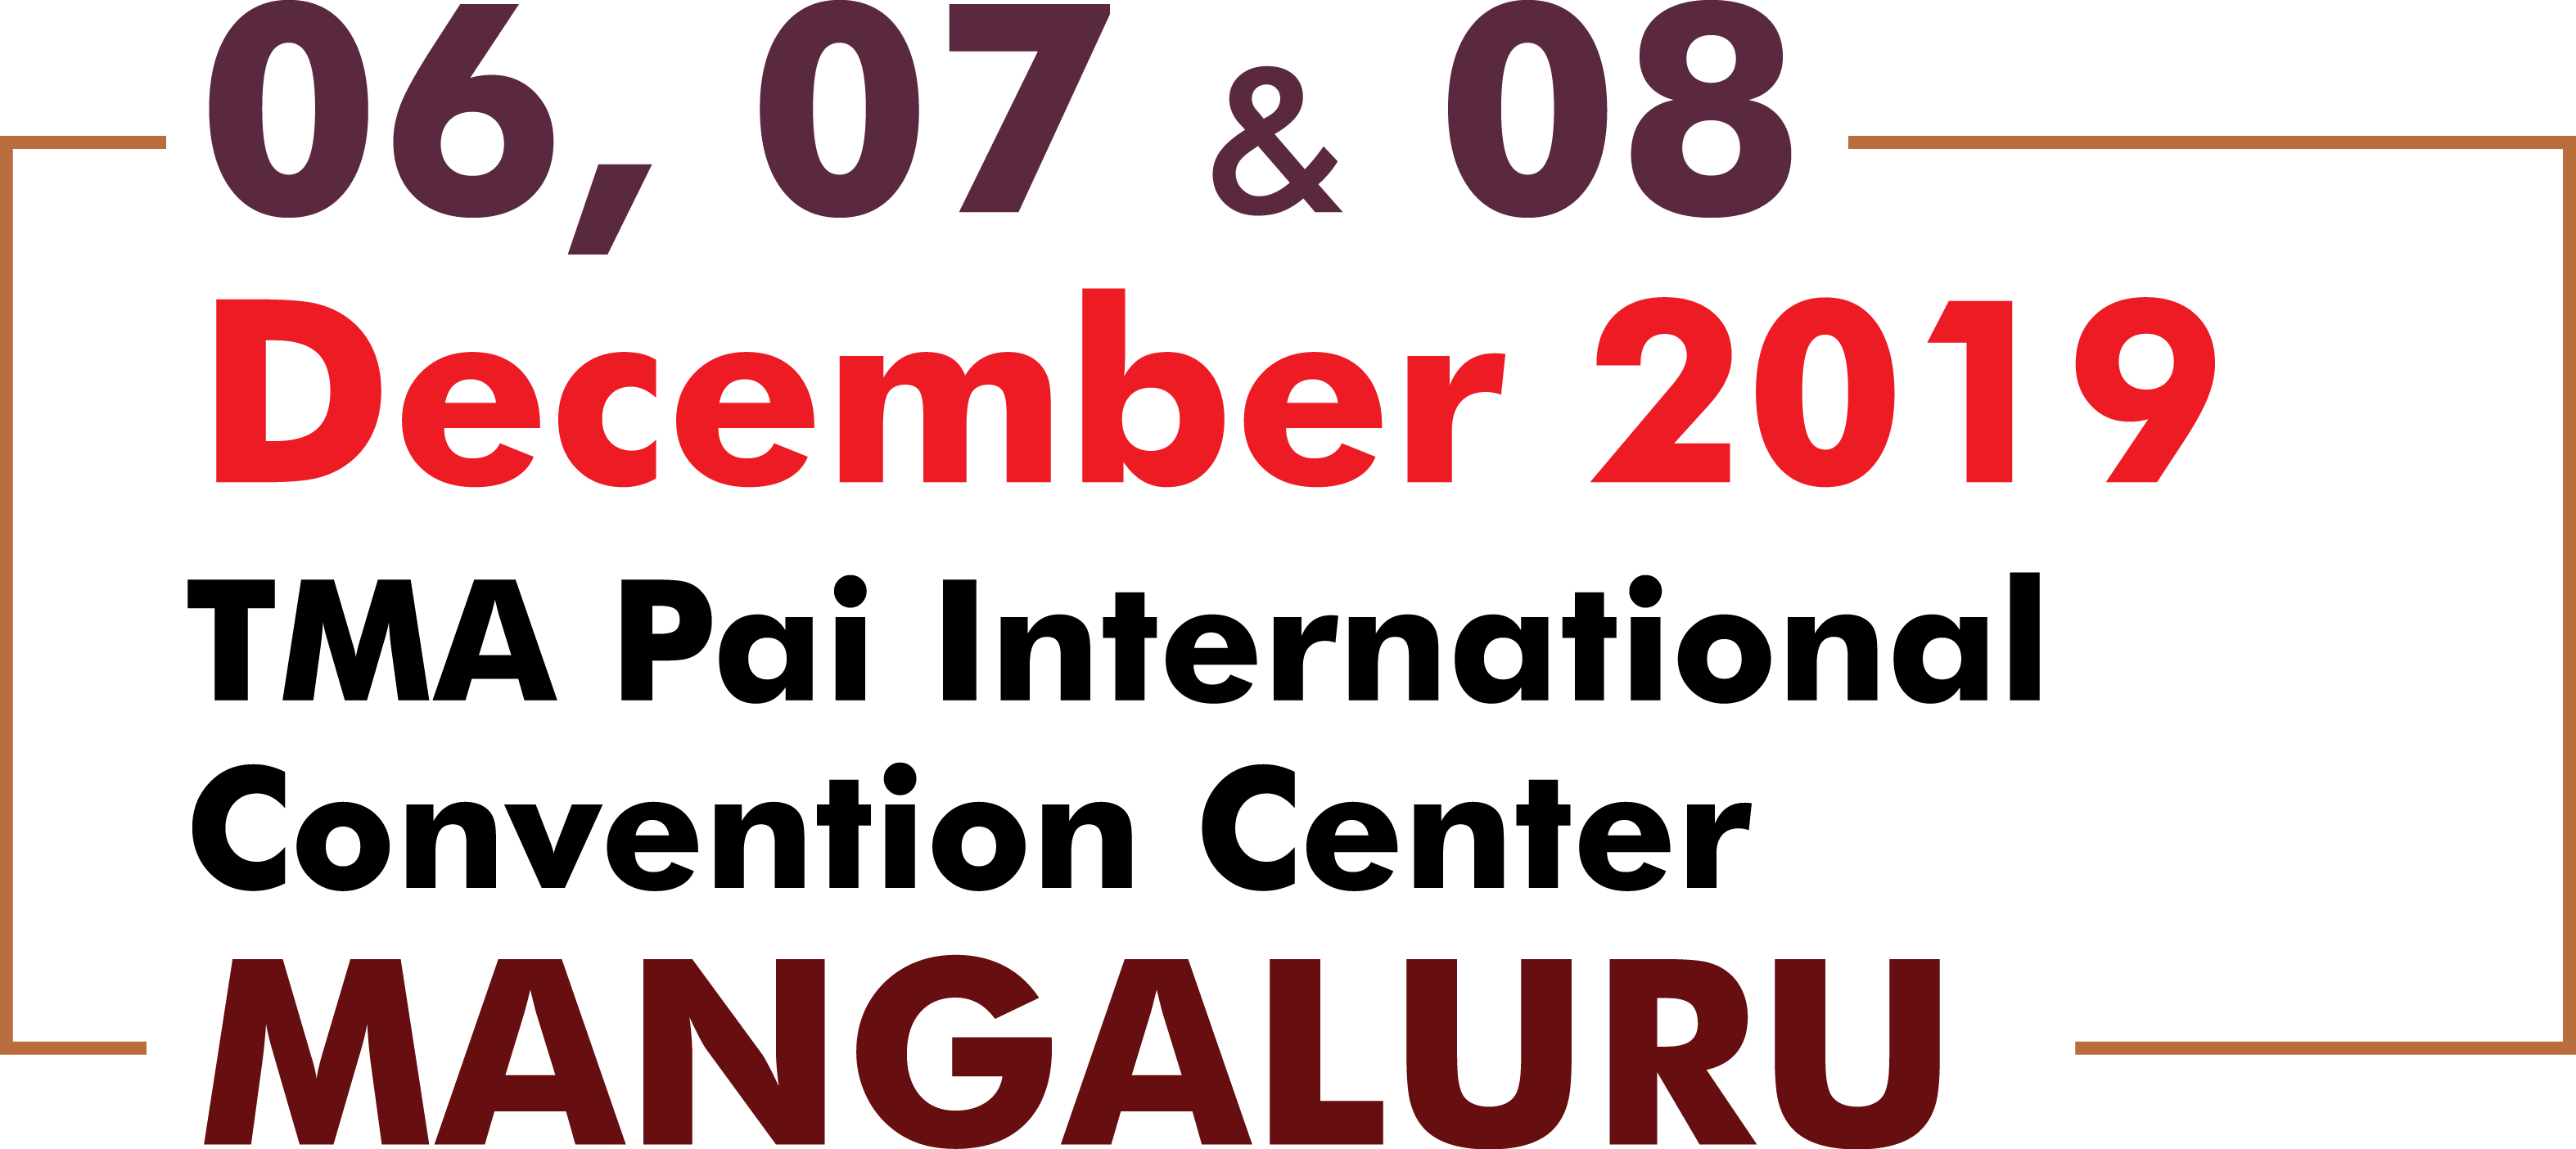 06, 07 & 08
December 2019
TMA Pai International
Convention Center
MANGALURU